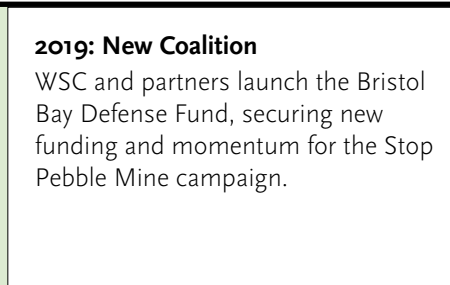 2019: New Coalition
WSC and partners launch the Bristol
Bay Defense Fund, securing new
funding and momentum for the Stop
Pebble Mine campaign.